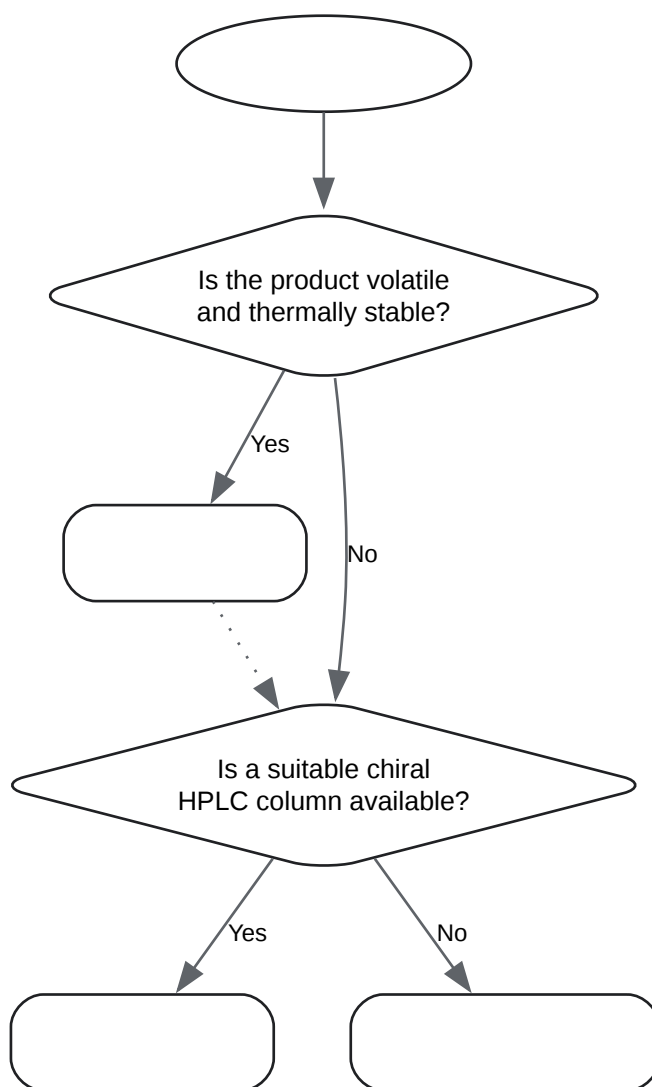 Is the product volatile
and thermally stable?
Yes
No
Is a suitable chiral
HPLC column available?
Yes
No